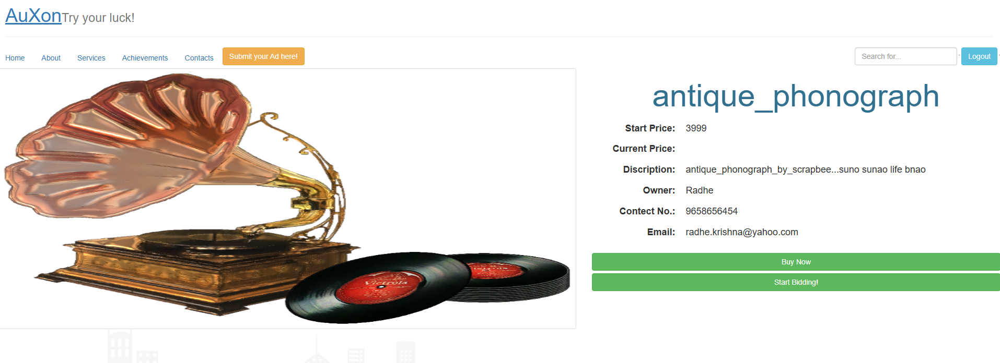 AuXonTry your luck!
Home About Services Achievements Contacts Submit your Ad here! Search for... Logout
antique_phonograph
Start Price: 3999
Current Price:
Discription: antique_phonograph_by_scrapbee...suno sunao life bnao
Owner: Radhe
Contect No.: 9658656454
Email: radhe.krishna@yahoo.com
Buy Now
Start Bidding!
Victrola